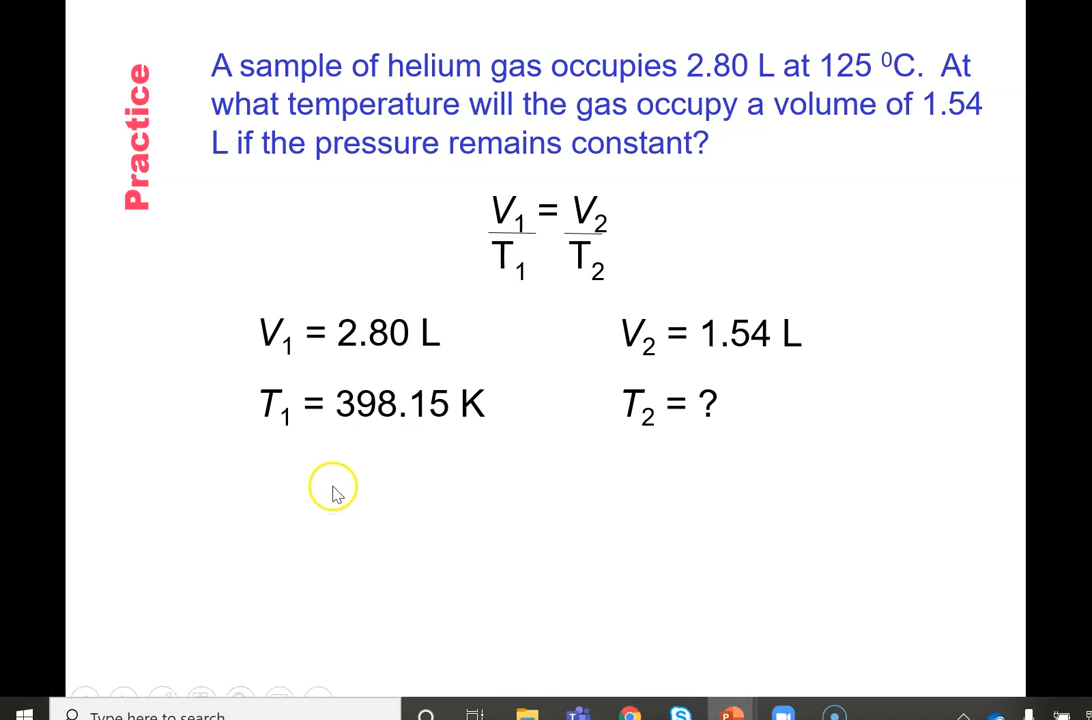 Practice
A sample of helium gas occupies 2.80 L at 125 ⁰C. At
what temperature will the gas occupy a volume of 1.54
L if the pressure remains constant?
V₁ = V₂
T₁ T₂
V₁ = 2.80 L
V₂ = 1.54 L
T₁ = 398.15 K
T₂ = ?
Type here to search